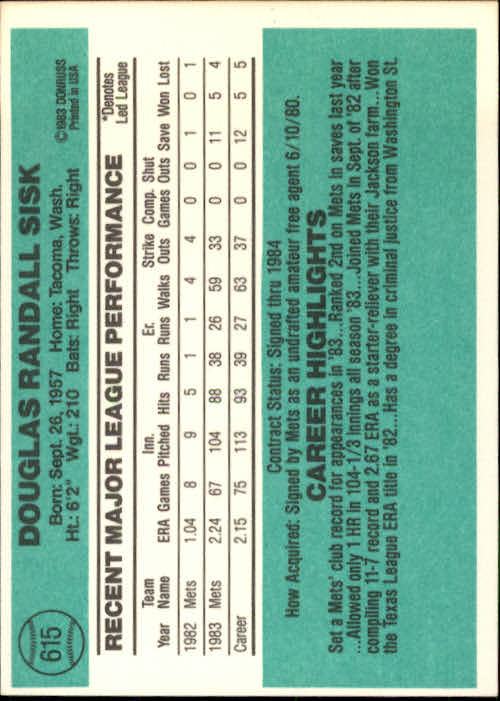 615
DOUGLAS RANDALL SISK
Born: Sept. 26, 1957 Home: Tacoma, Wash.
Ht.: 6'2" Wgt.: 210 Bats: Right Throws: Right
©1983 DONRUSS
Printed in USA
RECENT MAJOR LEAGUE PERFORMANCE
*Denotes
Led League
Team Inn. Er. Strike Comp. Shut
Year Name ERA Games Pitched Hits Runs Runs Walks Outs Games Outs Save Won Lost
1982 Mets 1.04 8 9 5 1 1 4 4 0 0 1 0 1
1983 Mets 2.24 67 104 88 38 26 59 33 0 0 11 5 4
Career 2.15 75 113 93 39 27 63 37 0 0 12 5 5
Contract Status: Signed thru 1984
How Acquired: Signed by Mets as an undrafted amateur free agent 6/10/80.
CAREER HIGHLIGHTS
Set a Mets' club record for appearances in '83...Ranked 2nd on Mets in saves last year
...Allowed only 1 HR in 104-1/3 innings all season '83...Joined Mets in Sept. of '82 after
compiling 11-7 record and 2.67 ERA as a starter-reliever with their Jackson farm...Won
the Texas League ERA title in '82...Has a degree in criminal justice from Washington St.